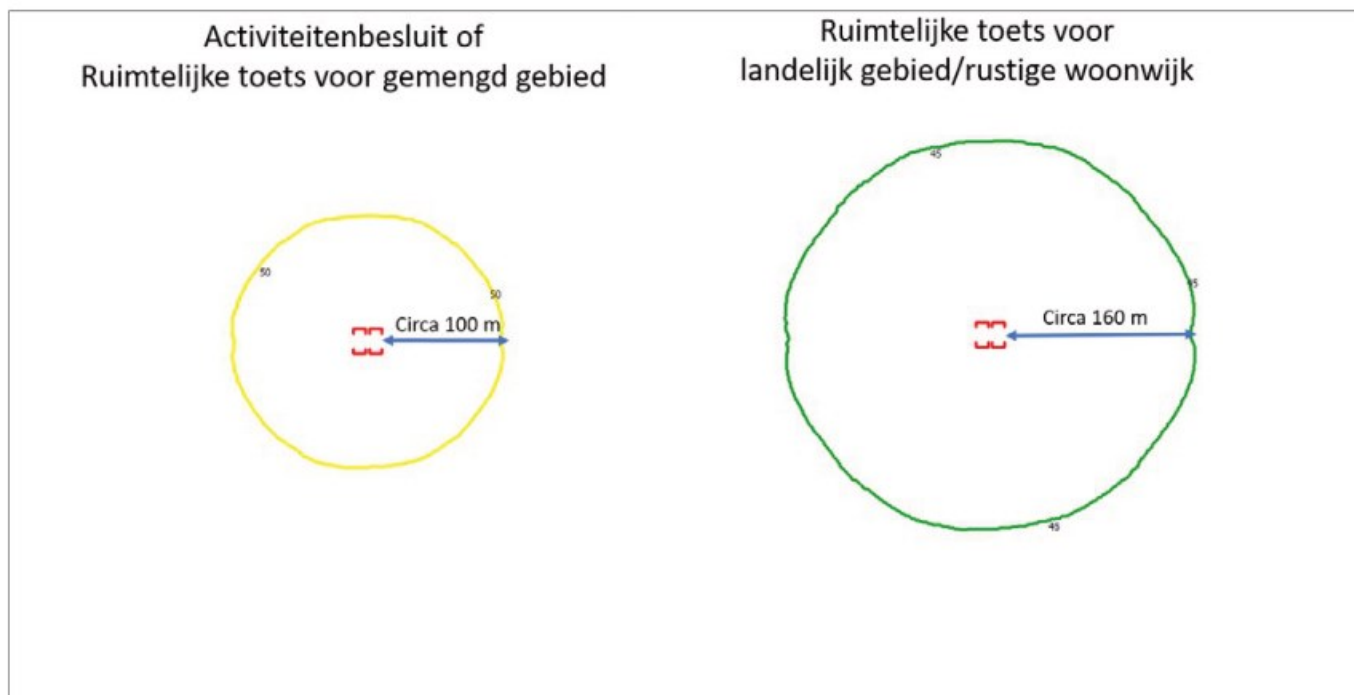 Activiteitenbesluit of
Ruimtelijke toets voor gemengd gebied
50
50
Circa 100 m
Ruimtelijke toets voor
landelijk gebied/rustige woonwijk
45
45
Circa 160 m
45